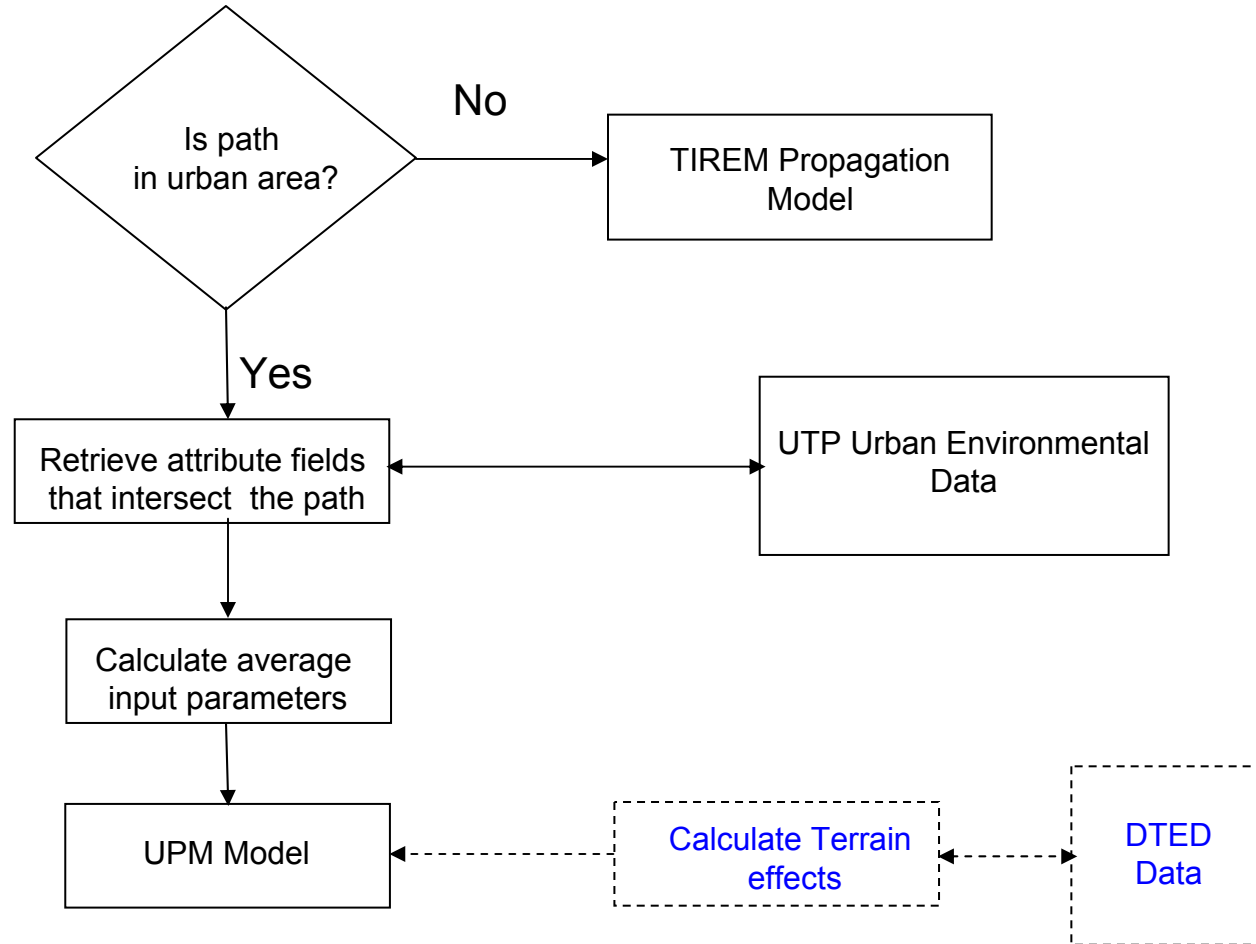 No
Is path
in urban area?
TIREM Propagation
Model
Yes
Retrieve attribute fields
that intersect the path
UTP Urban Environmental
Data
Calculate average
input parameters
UPM Model
Calculate Terrain
effects
DTED
Data